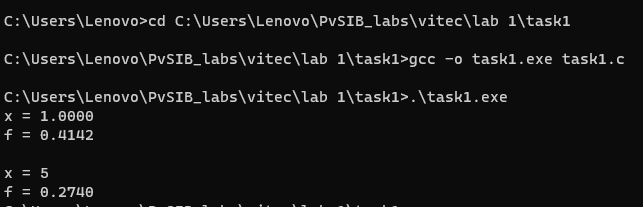 C:\Users\Lenovo>cd C:\Users\Lenovo\PvSIB_labs\vitec\lab 1\task1
C:\Users\Lenovo\PvSIB_labs\vitec\lab 1\task1>gcc -o task1.exe task1.c
C:\Users\Lenovo\PvSIB_labs\vitec\lab 1\task1>.\task1.exe
x = 1.0000
f = 0.4142
x = 5
f = 0.2740